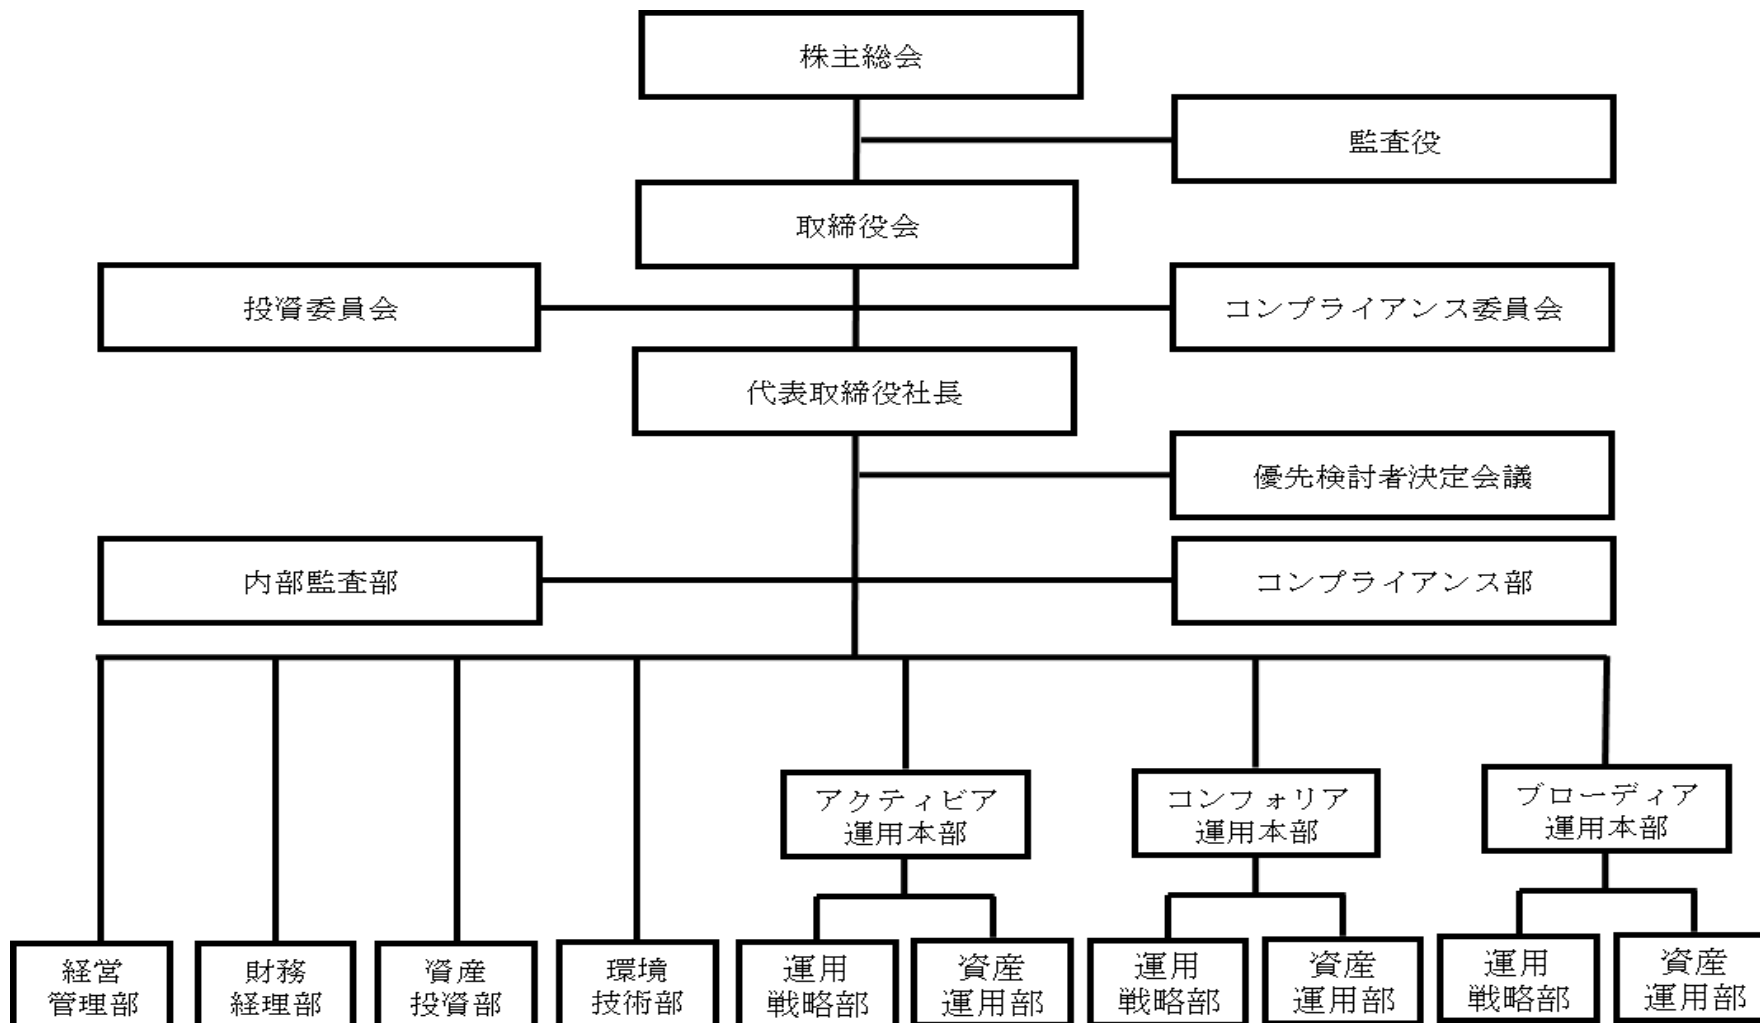 株主総会
監査役
取締役会
投資委員会
コンプライアンス委員会
代表取締役社長
優先検討者決定会議
内部監査部
コンプライアンス部
アクティビア
運用本部
コンフォリア
運用本部
ブローディア
運用本部
経営
管理部
財務
経理部
資産
投資部
環境
技術部
運用
戦略部
資産
運用部
運用
戦略部
資産
運用部
運用
戦略部
資産
運用部